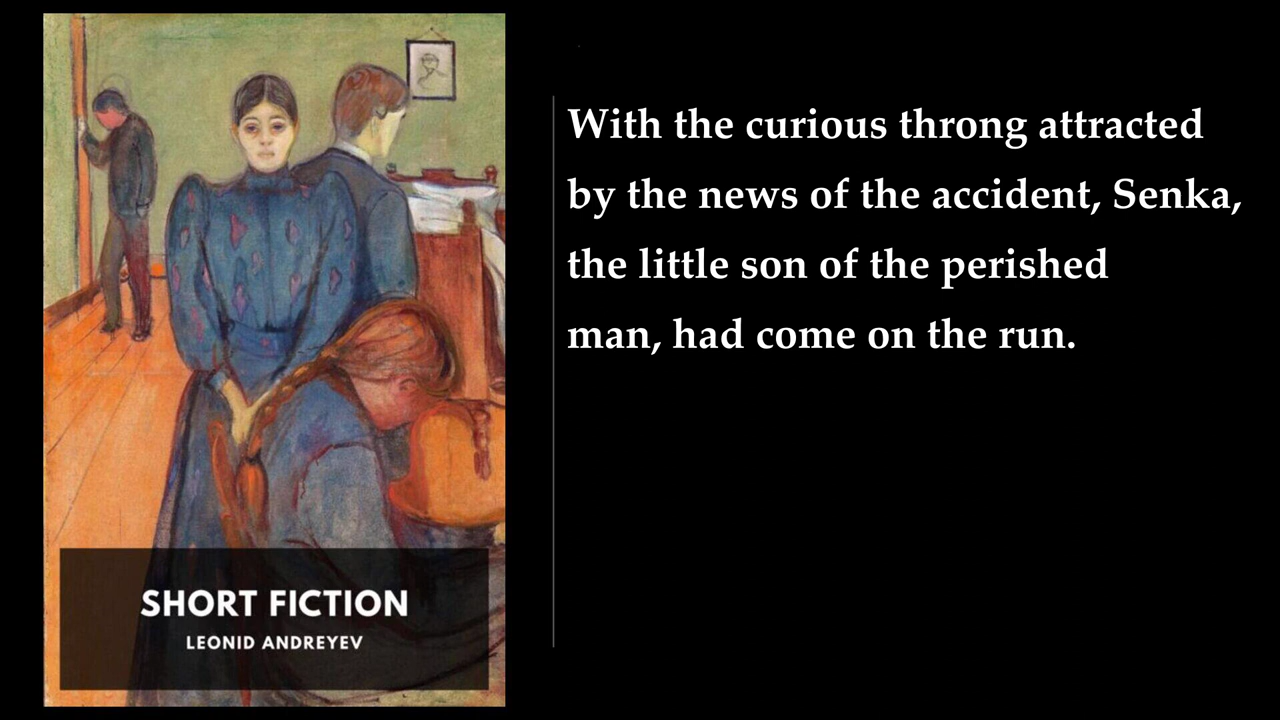 SHORT FICTION
LEONID ANDREYEV
With the curious throng attracted
by the news of the accident, Senka,
the little son of the perished
man, had come on the run.